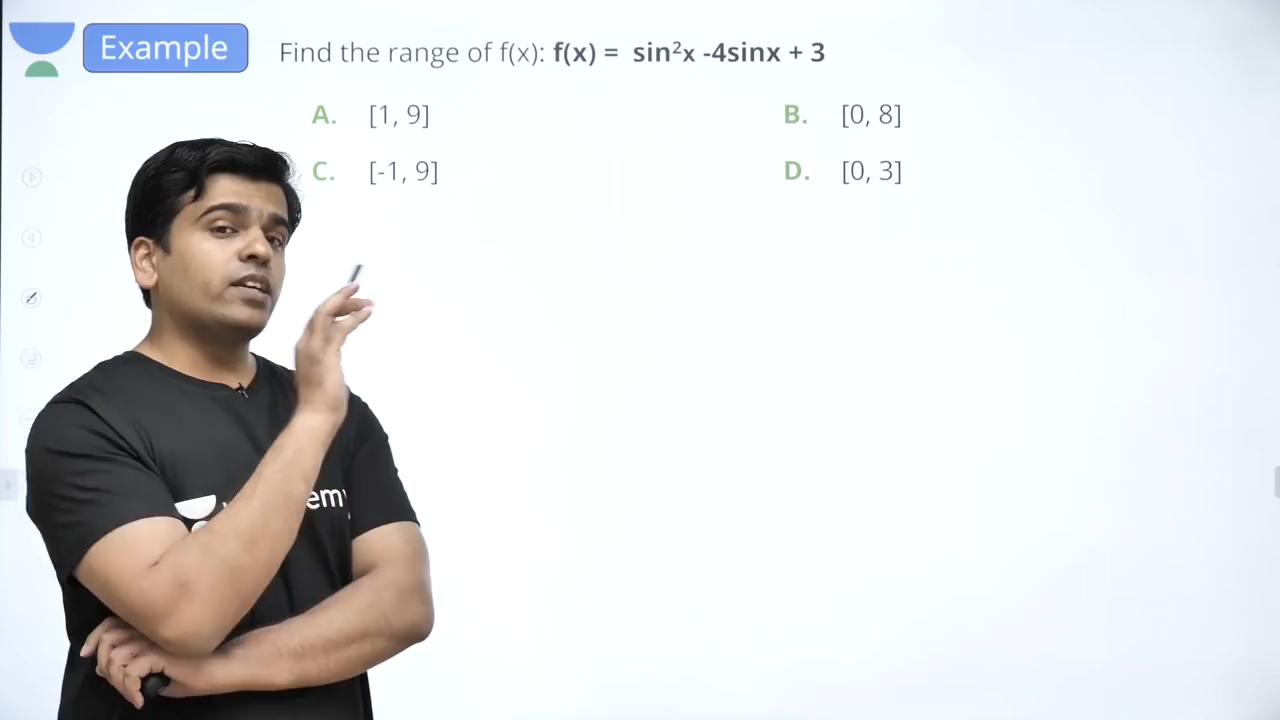 Example
Find the range of f(x): f(x) = sin²x -4sinx + 3
A. [1, 9]
B. [0, 8]
C. [-1, 9]
D. [0, 3]